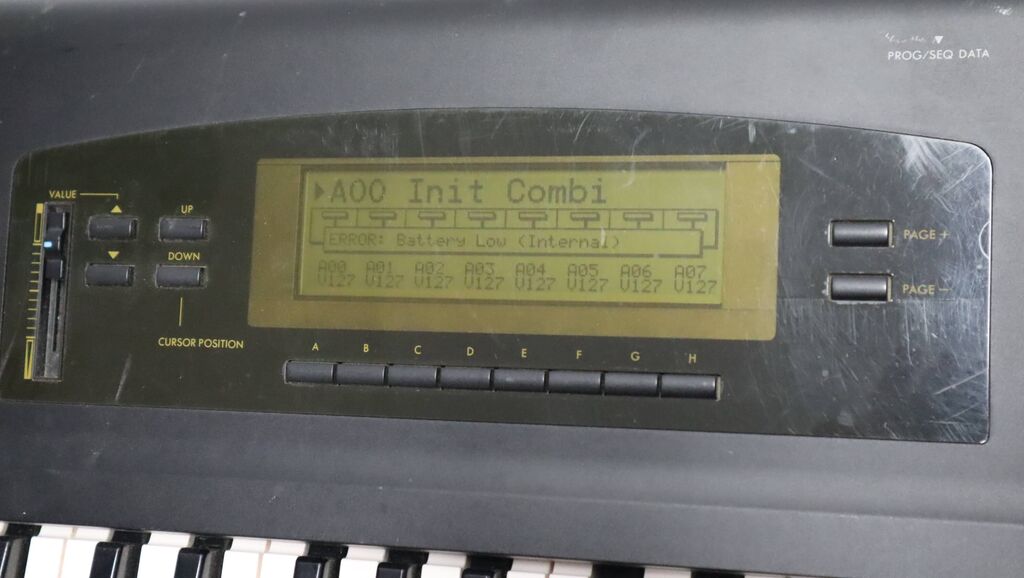 PROG/SEQ DATA
VALUE
UP
DOWN
CURSOR POSITION
A00 Init Combi
ERROR: Battery Low (Internal)
A00 A01 A02 A03 A04 A05 A06 A07
V127 V127 V127 V127 V127 V127 V127 V127
PAGE +
PAGE −
A B C D E F G H